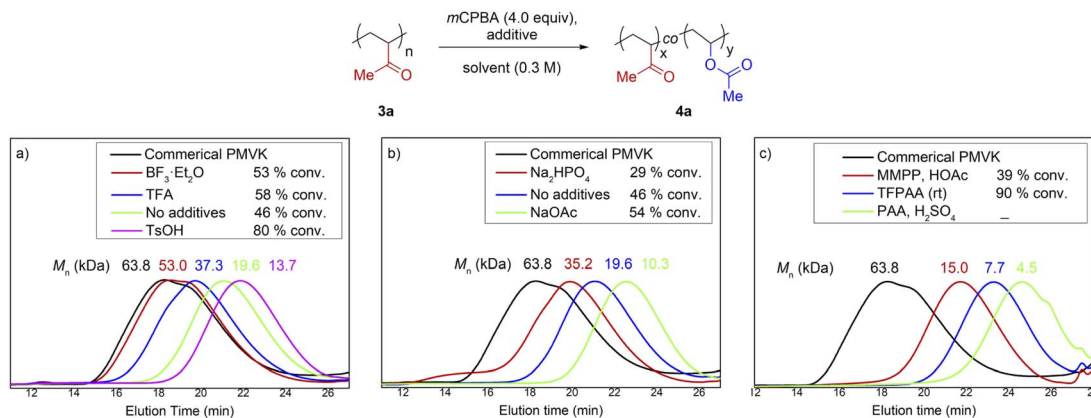 mCPBA (4.0 equiv),
additive
solvent (0.3 M)
n
Me
O
3a
x
co
y
Me
O
O
O
Me
4a
a)
Commerical PMVK
BF3·Et2O 53 % conv.
TFA 58 % conv.
No additives 46 % conv.
TsOH 80 % conv.
Mn (kDa) 63.8 53.0 37.3 19.6 13.7
12 14 16 18 20 22 24 26
Elution Time (min)
b)
Commerical PMVK
Na2HPO4 29 % conv.
No additives 46 % conv.
NaOAc 54 % conv.
Mn (kDa) 63.8 35.2 19.6 10.3
12 14 16 18 20 22 24 26
Elution Time (min)
c)
Commerical PMVK
MMPP, HOAc 39 % conv.
TFPAA (rt) 90 % conv.
PAA, H2SO4 –
Mn (kDa) 63.8 15.0 7.7 4.5
12 14 16 18 20 22 24 26 28
Elution time (min)